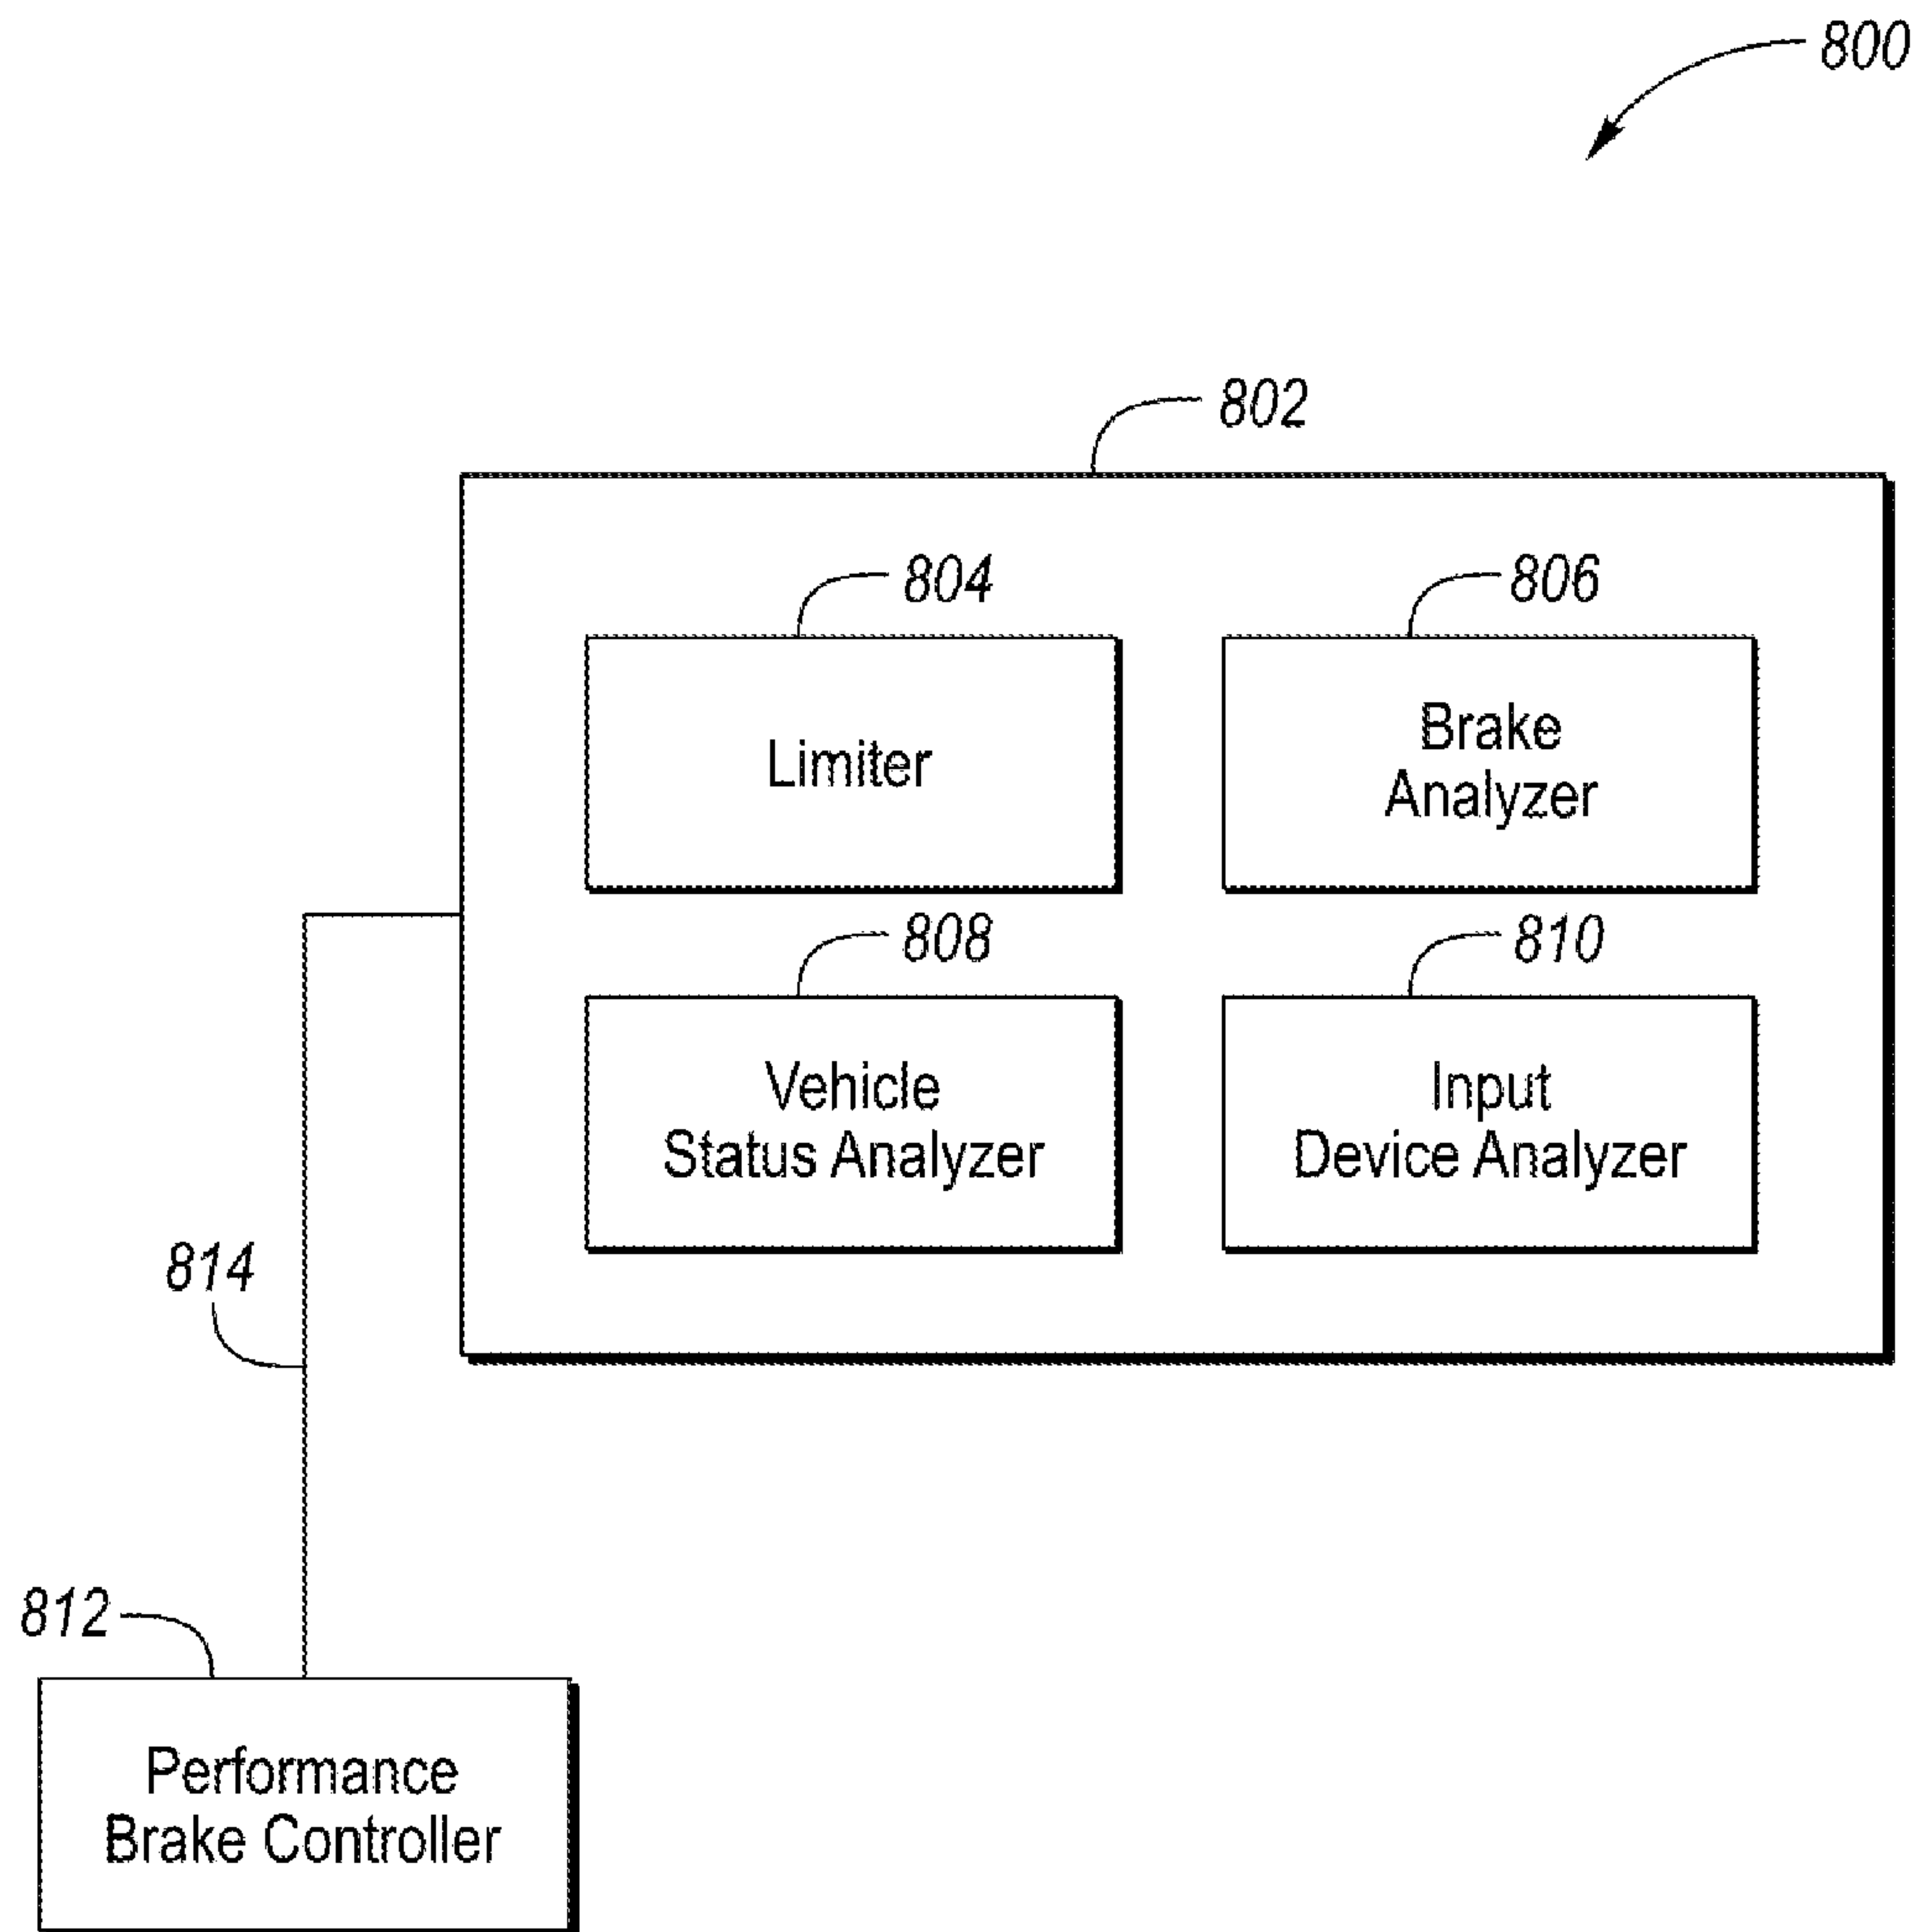 800
802
804
806
Limiter
Brake
Analyzer
808
810
Vehicle
Status Analyzer
Input
Device Analyzer
814
812
Performance
Brake Controller